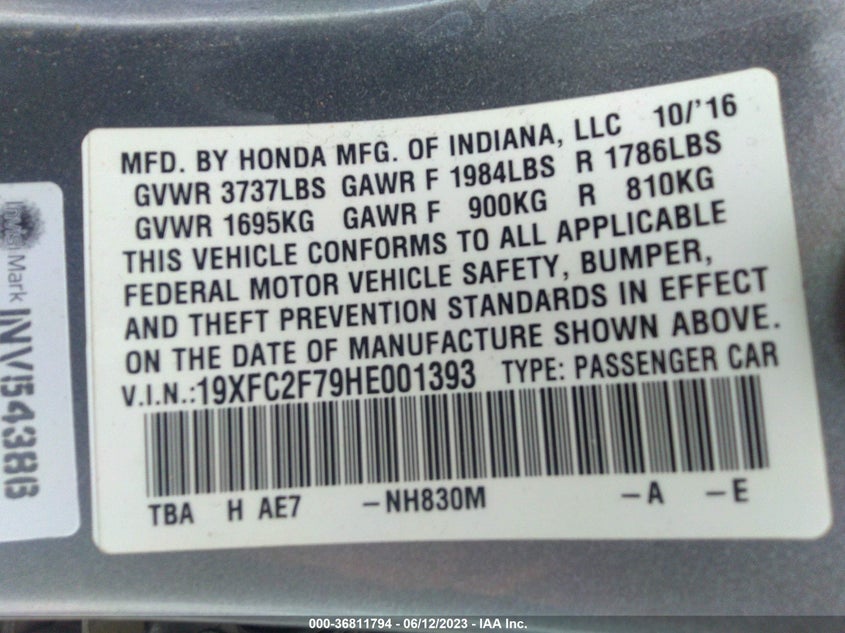 MFD. BY HONDA MFG. OF INDIANA, LLC 10/'16
GVWR 3737LBS GAWR F 1984LBS R 1786LBS
GVWR 1695KG GAWR F 900KG R 810KG
THIS VEHICLE CONFORMS TO ALL APPLICABLE
FEDERAL MOTOR VEHICLE SAFETY, BUMPER,
AND THEFT PREVENTION STANDARDS IN EFFECT
ON THE DATE OF MANUFACTURE SHOWN ABOVE.
V.I.N.:19XFC2F79HE001393 TYPE: PASSENGER CAR
TBA H AE7 –NH830M –A –E
Mark
000-36811794 - 06/12/2023 - IAA Inc.